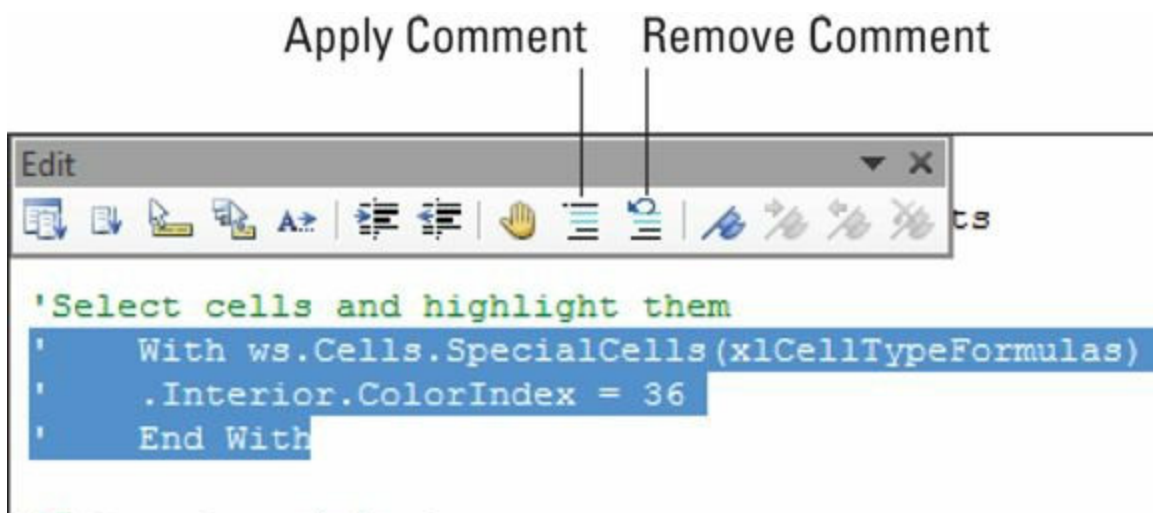 Apply Comment Remove Comment
Edit
A
ts
'Select cells and highlight them
' With ws.Cells.SpecialCells(xlCellTypeFormulas)
' .Interior.ColorIndex = 36
' End With